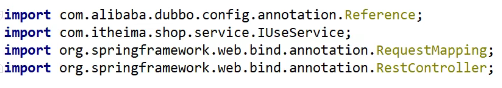 import com.alibaba.dubbo.config.annotation.Reference;
import com.itheima.shop.service.IUseService;
import org.springframework.web.bind.annotation.RequestMapping;
import org.springframework.web.bind.annotation.RestController;